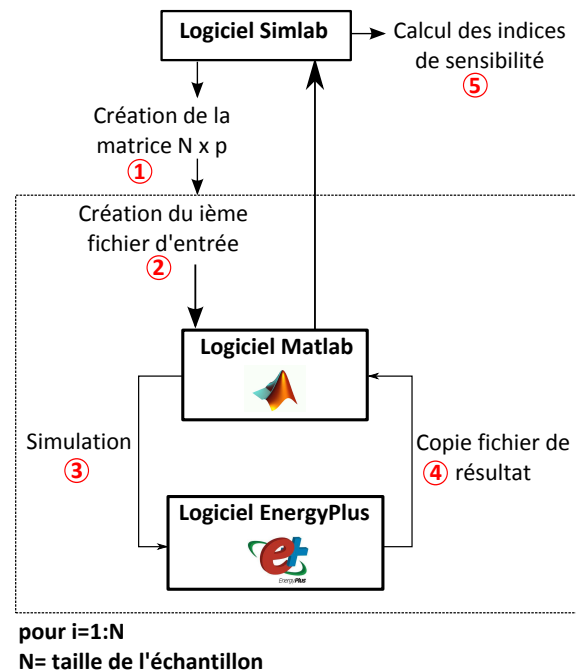 Logiciel Simlab
Calcul des indices
de sensibilité
⑤
Création de la
matrice N x p
①
Création du ième
fichier d'entrée
②
Logiciel Matlab
Simulation
③
Copie fichier de
④ résultat
Logiciel EnergyPlus
e+
EnergyPlus
pour i=1:N
N= taille de l'échantillon